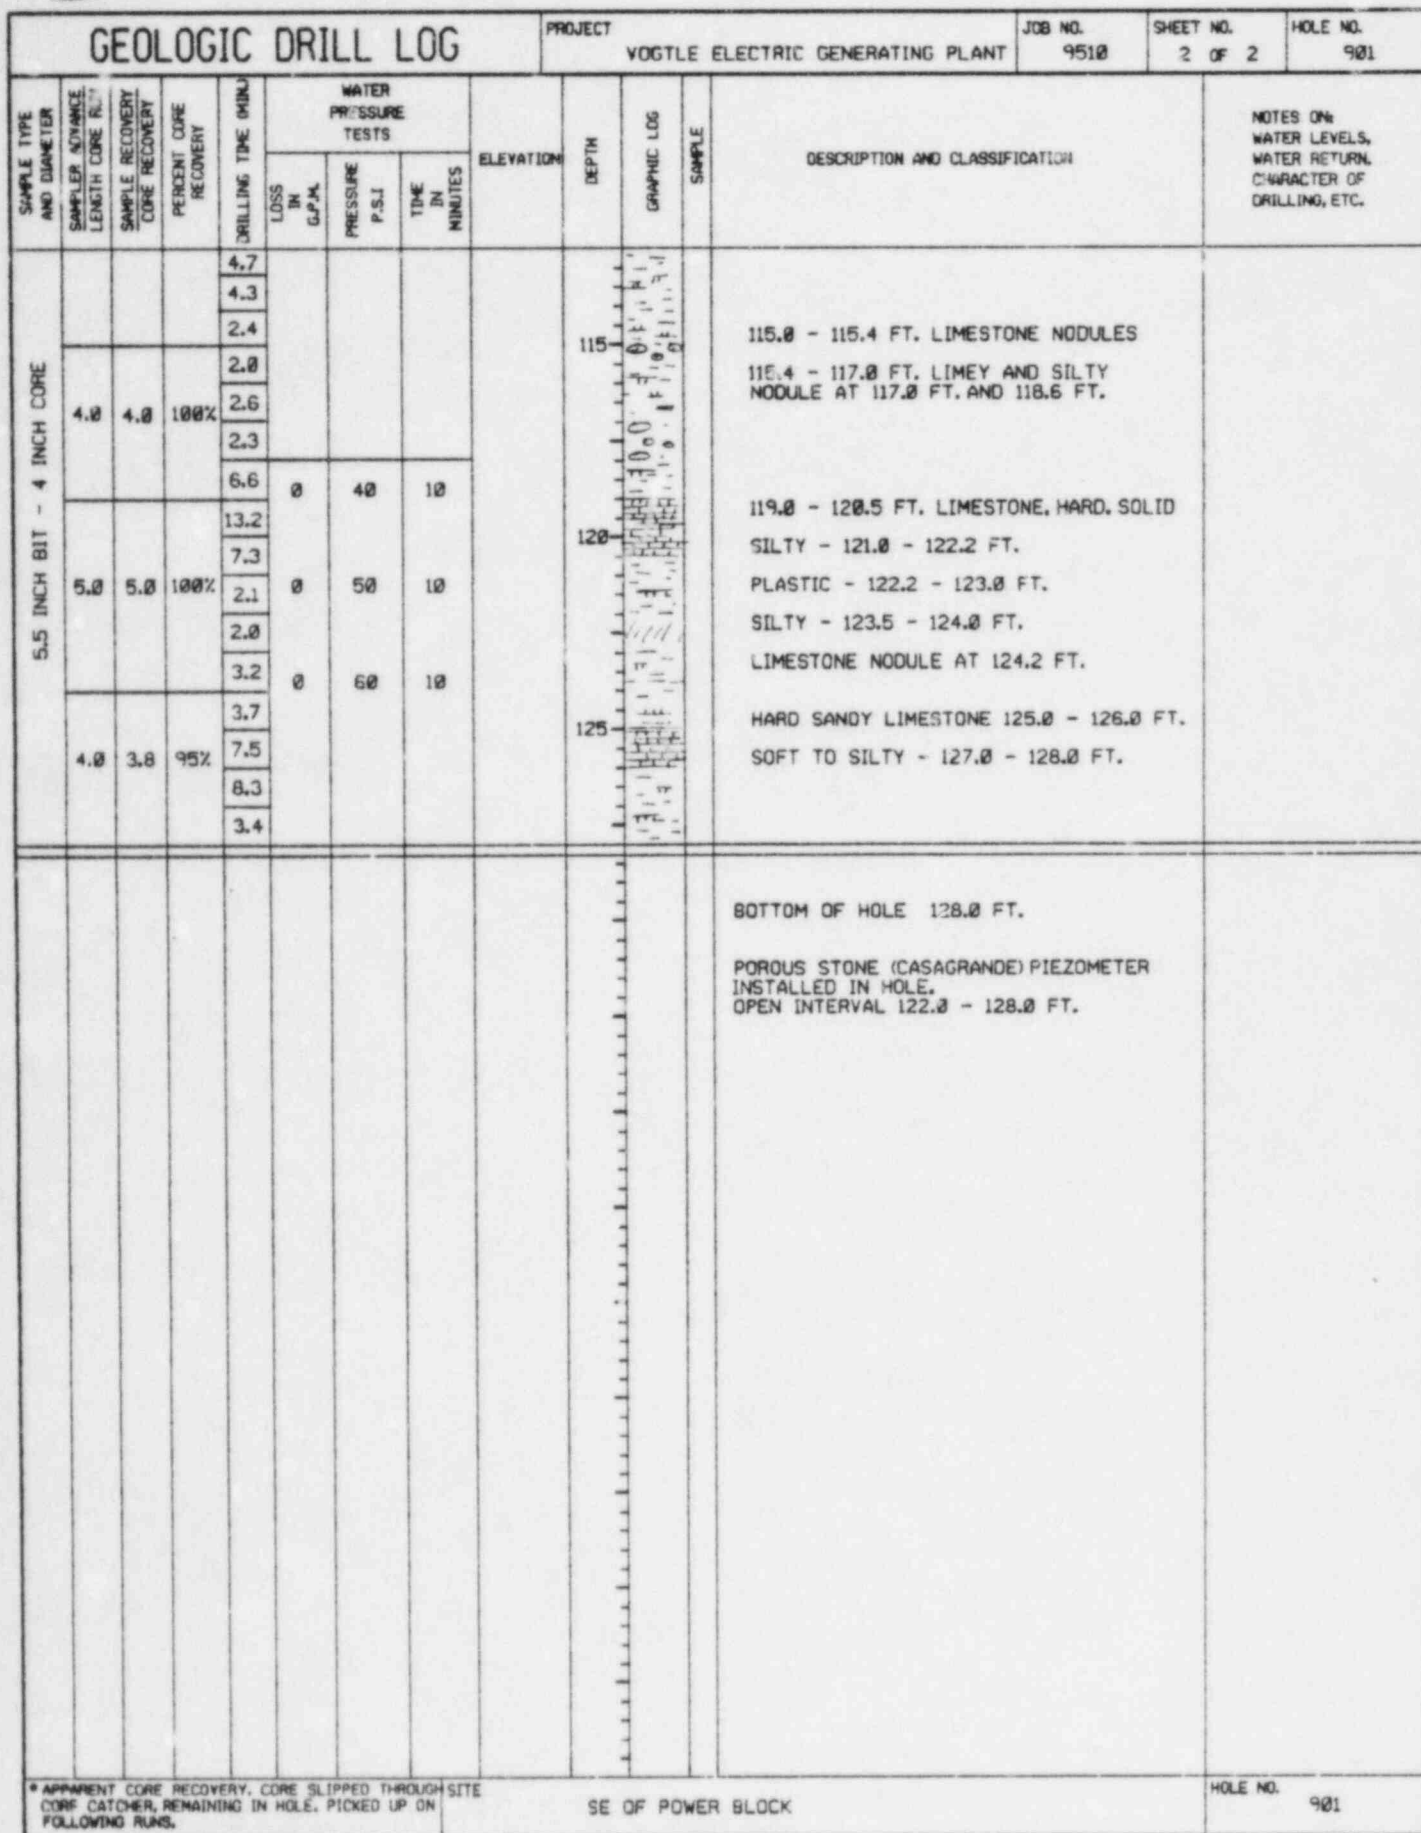 GEOLOGIC DRILL LOG
PROJECT
VOGTLE ELECTRIC GENERATING PLANT
JOB NO.
9510
SHEET NO.
2 OF 2
HOLE NO.
901
SAMPLE TYPE
AND DIAMETER
SAMPLER ADVANCE
LENGTH CORE RUN
SAMPLE RECOVERY
CORE RECOVERY
PERCENT CORE
RECOVERY
DRILLING TIME (MIN.)
WATER
PRESSURE
TESTS
LOSS
IN
G.P.M.
PRESSURE
P.S.I
TIME
IN
MINUTES
ELEVATION
DEPTH
GRAPHIC LOG
SAMPLE
DESCRIPTION AND CLASSIFICATION
NOTES ON:
WATER LEVELS,
WATER RETURN,
CHARACTER OF
DRILLING, ETC.
5.5 INCH BIT - 4 INCH CORE
4.7
4.3
2.4
115
115.0 - 115.4 FT. LIMESTONE NODULES
2.0
115.4 - 117.0 FT. LIMEY AND SILTY
NODULE AT 117.0 FT. AND 118.6 FT.
4.0 4.0 100% 2.6
2.3
6.6 0 40 10
119.0 - 120.5 FT. LIMESTONE, HARD, SOLID
13.2
120
SILTY - 121.0 - 122.2 FT.
7.3
5.0 5.0 100% 2.1 0 50 10
PLASTIC - 122.2 - 123.0 FT.
2.0
SILTY - 123.5 - 124.0 FT.
3.2 0 60 10
LIMESTONE NODULE AT 124.2 FT.
3.7
125
HARD SANDY LIMESTONE 125.0 - 126.0 FT.
4.0 3.8 95% 7.5
SOFT TO SILTY - 127.0 - 128.0 FT.
8.3
3.4
BOTTOM OF HOLE 128.0 FT.
POROUS STONE (CASAGRANDE) PIEZOMETER
INSTALLED IN HOLE.
OPEN INTERVAL 122.0 - 128.0 FT.
* APPARENT CORE RECOVERY. CORE SLIPPED THROUGH
CORE CATCHER, REMAINING IN HOLE. PICKED UP ON
FOLLOWING RUNS.
SITE
SE OF POWER BLOCK
HOLE NO.
901